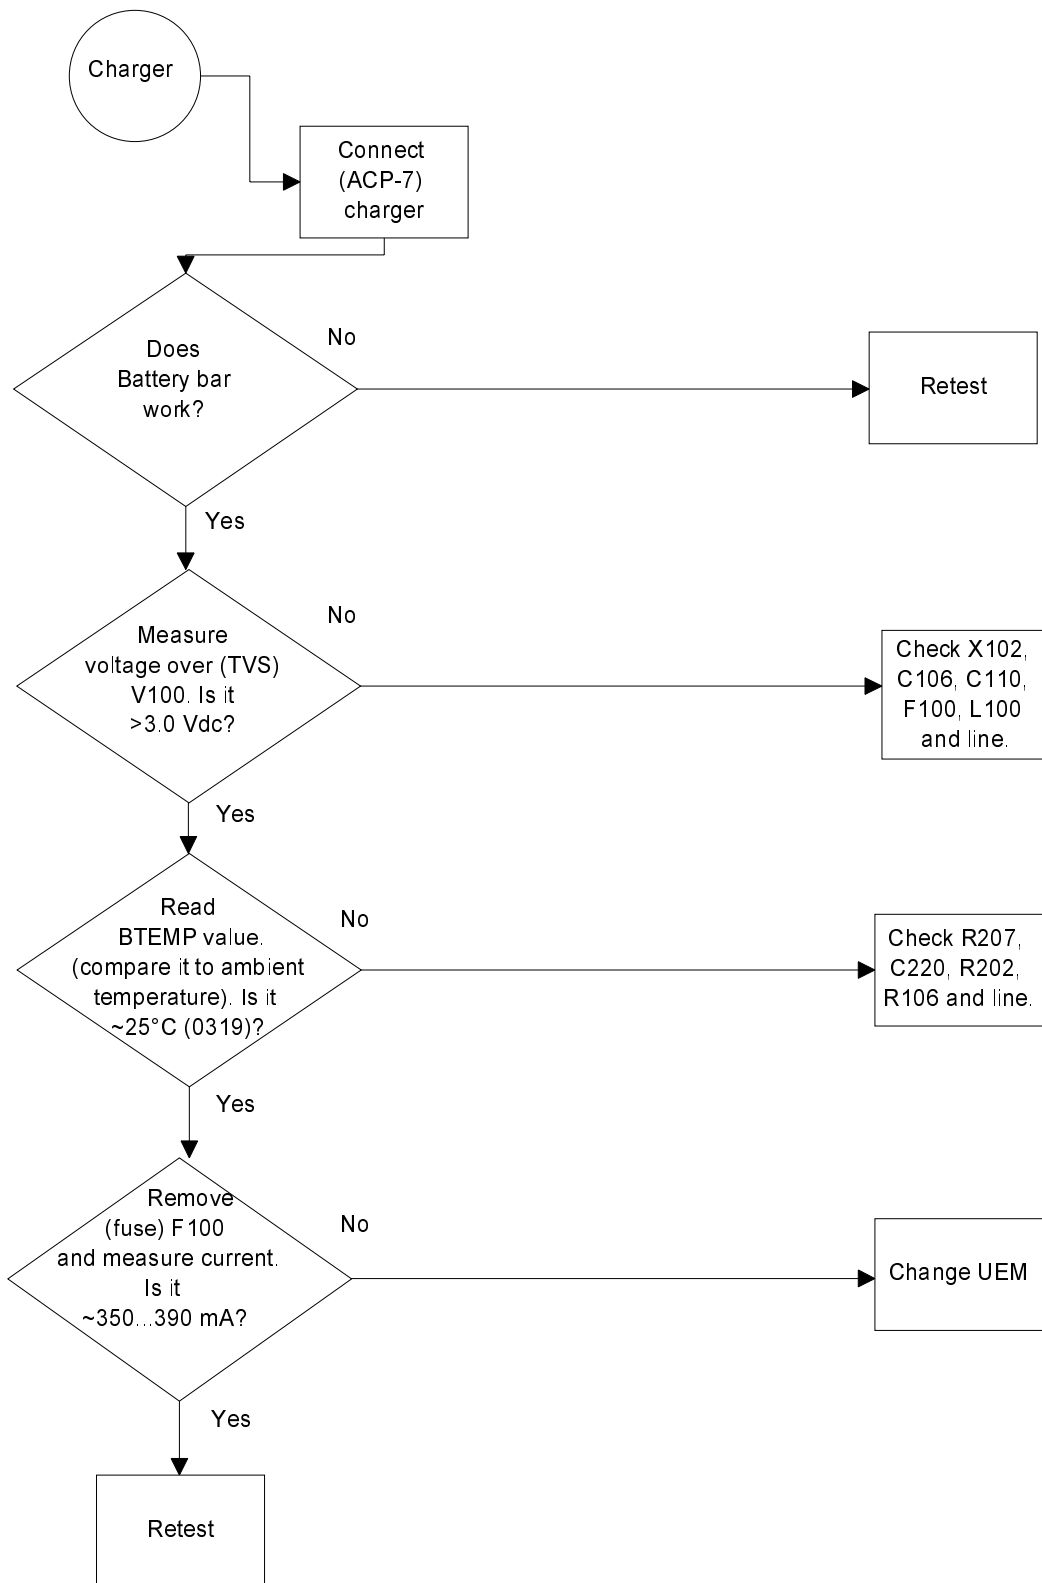 Charger
Connect
(ACP-7)
charger
Does
Battery bar
work?
No
Retest
Yes
Measure
voltage over (TVS)
V100. Is it
>3.0 Vdc?
No
Check X102,
C106, C110,
F100, L100
and line.
Yes
Read
BTEMP value.
(compare it to ambient
temperature). Is it
~25°C (0319)?
No
Check R207,
C220, R202,
R106 and line.
Yes
Remove
(fuse) F100
and measure current.
Is it
~350...390 mA?
No
Change UEM
Yes
Retest